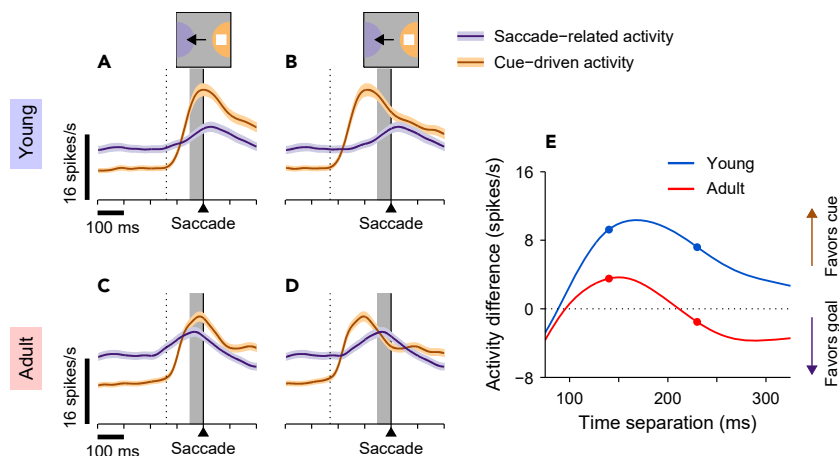 Saccade−related activity
Cue−driven activity
A
B
Young
16 spikes/s
Saccade
Saccade
100 ms
C
D
Adult
16 spikes/s
Saccade
Saccade
100 ms
E
Young
Adult
16
8
0
−8
Activity difference (spikes/s)
100
200
300
Time separation (ms)
Favors cue
Favors goal